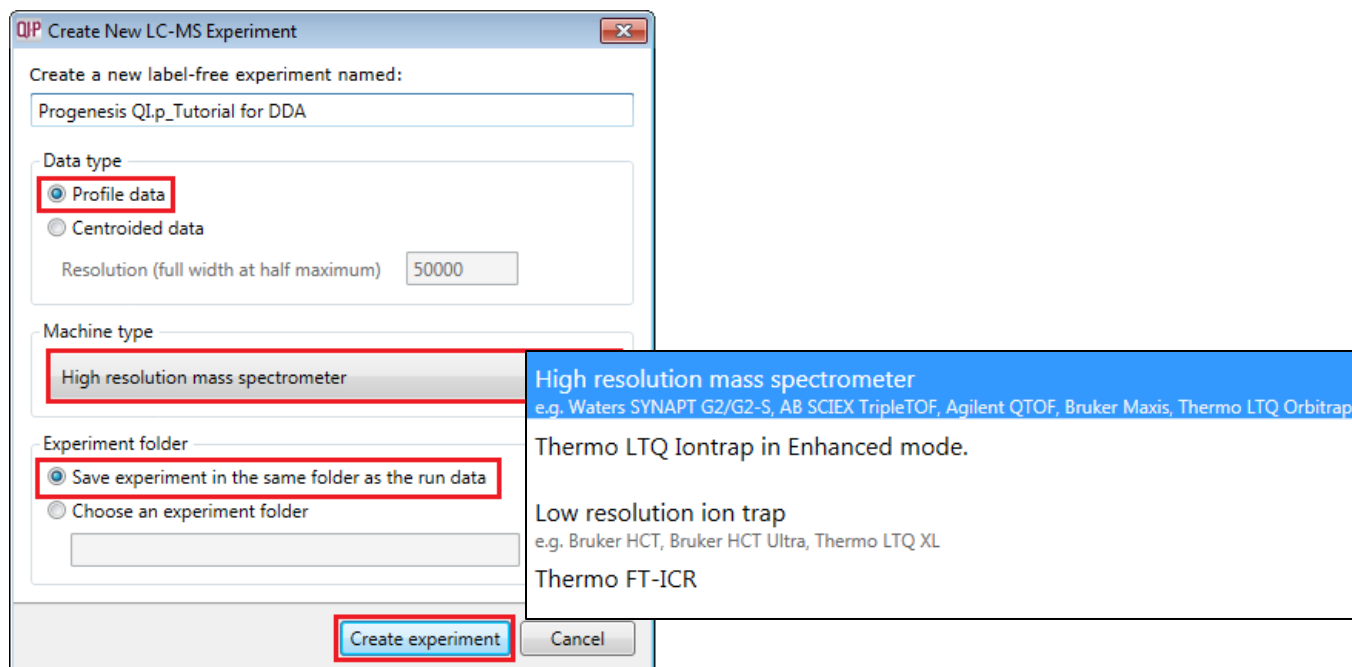 QI.P Create New LC-MS Experiment
Create a new label-free experiment named:
Progenesis QI.p_Tutorial for DDA
Data type
Profile data
Centroided data
Resolution (full width at half maximum) 50000
Machine type
High resolution mass spectrometer
High resolution mass spectrometer
e.g. Waters SYNAPT G2/G2-S, AB SCIEX TripleTOF, Agilent QTOF, Bruker Maxis, Thermo LTQ Orbitrap
Thermo LTQ Iontrap in Enhanced mode.
Low resolution ion trap
e.g. Bruker HCT, Bruker HCT Ultra, Thermo LTQ XL
Thermo FT-ICR
Experiment folder
Save experiment in the same folder as the run data
Choose an experiment folder
Create experiment Cancel